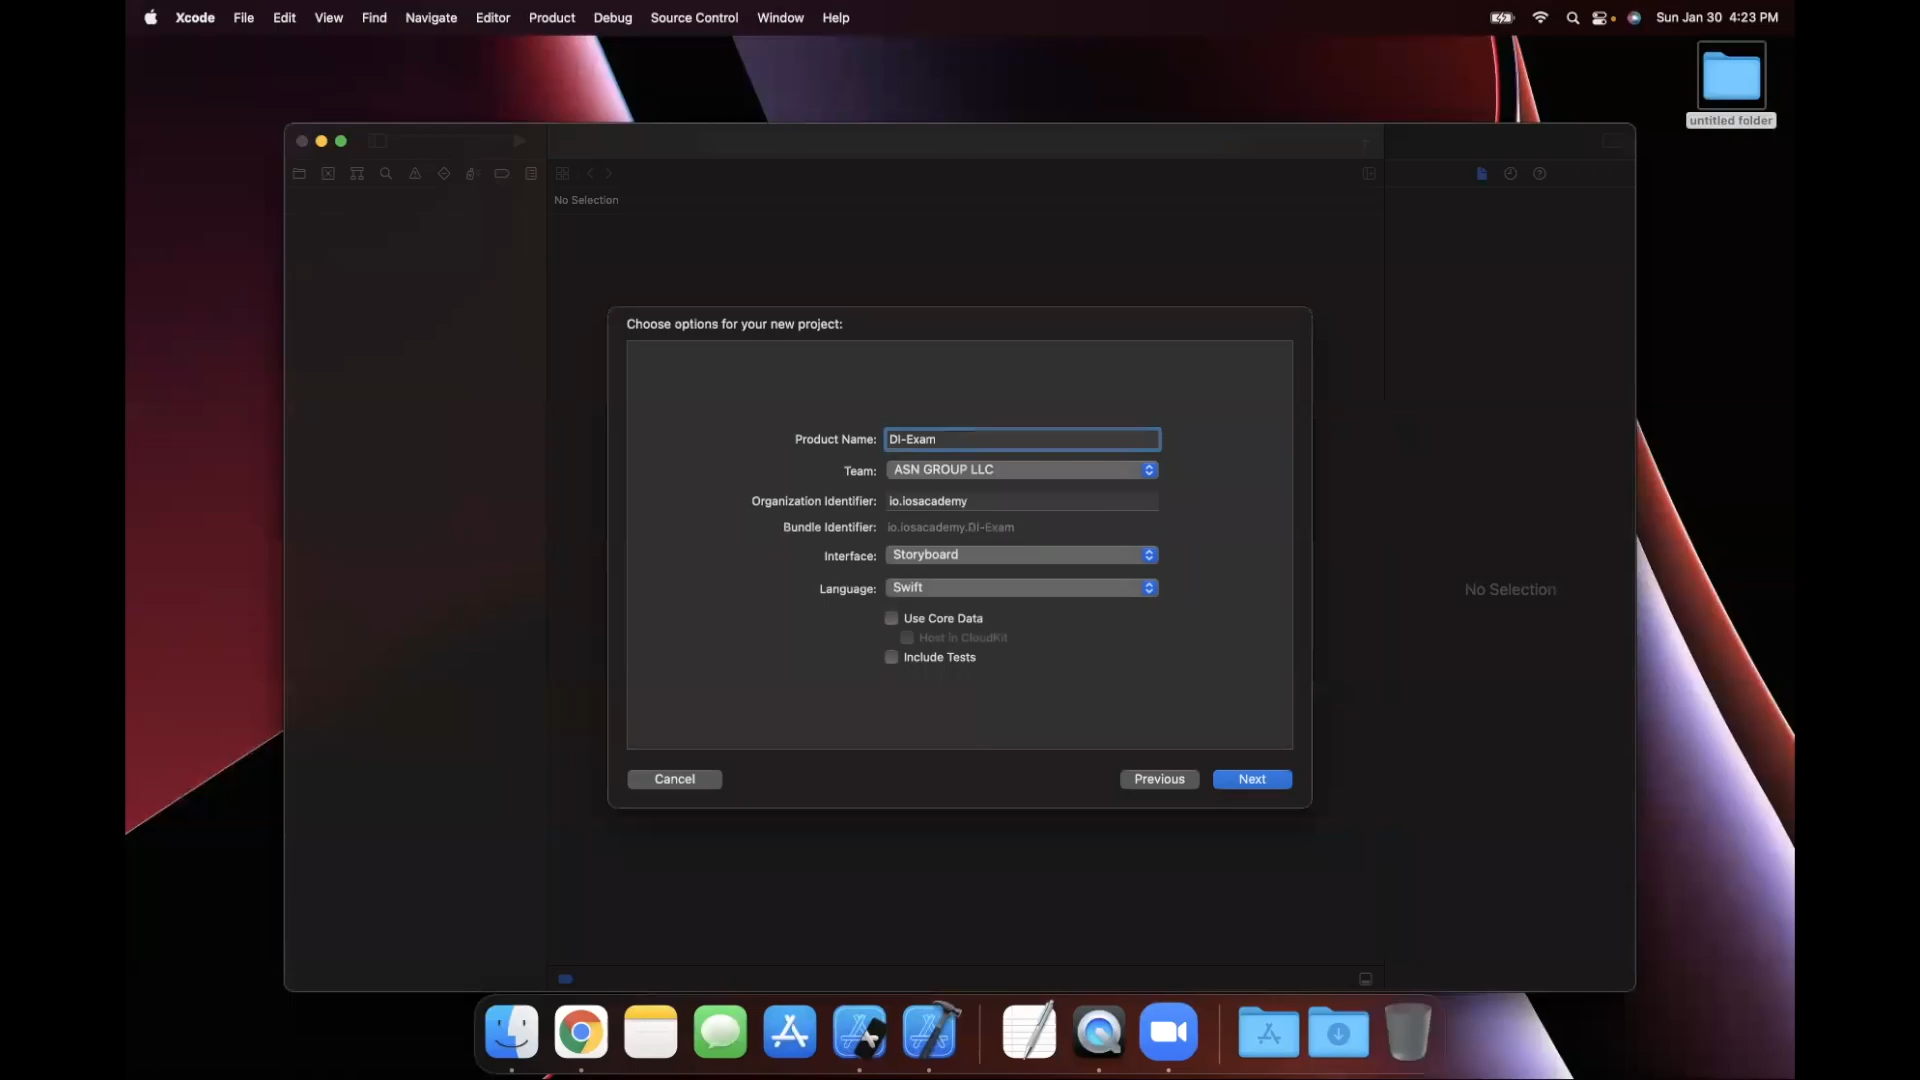 Xcode File Edit View Find Navigate Editor Product Debug Source Control Window Help Sun Jan 30 4:23 PM
untitled folder
No Selection
Choose options for your new project:
Product Name: DI-Exam
Team: ASN GROUP LLC
Organization Identifier: io.iosacademy
Bundle Identifier: io.iosacademy.DI-Exam
Interface: Storyboard
Language: Swift
No Selection
Use Core Data
Host in CloudKit
Include Tests
Cancel Previous Next